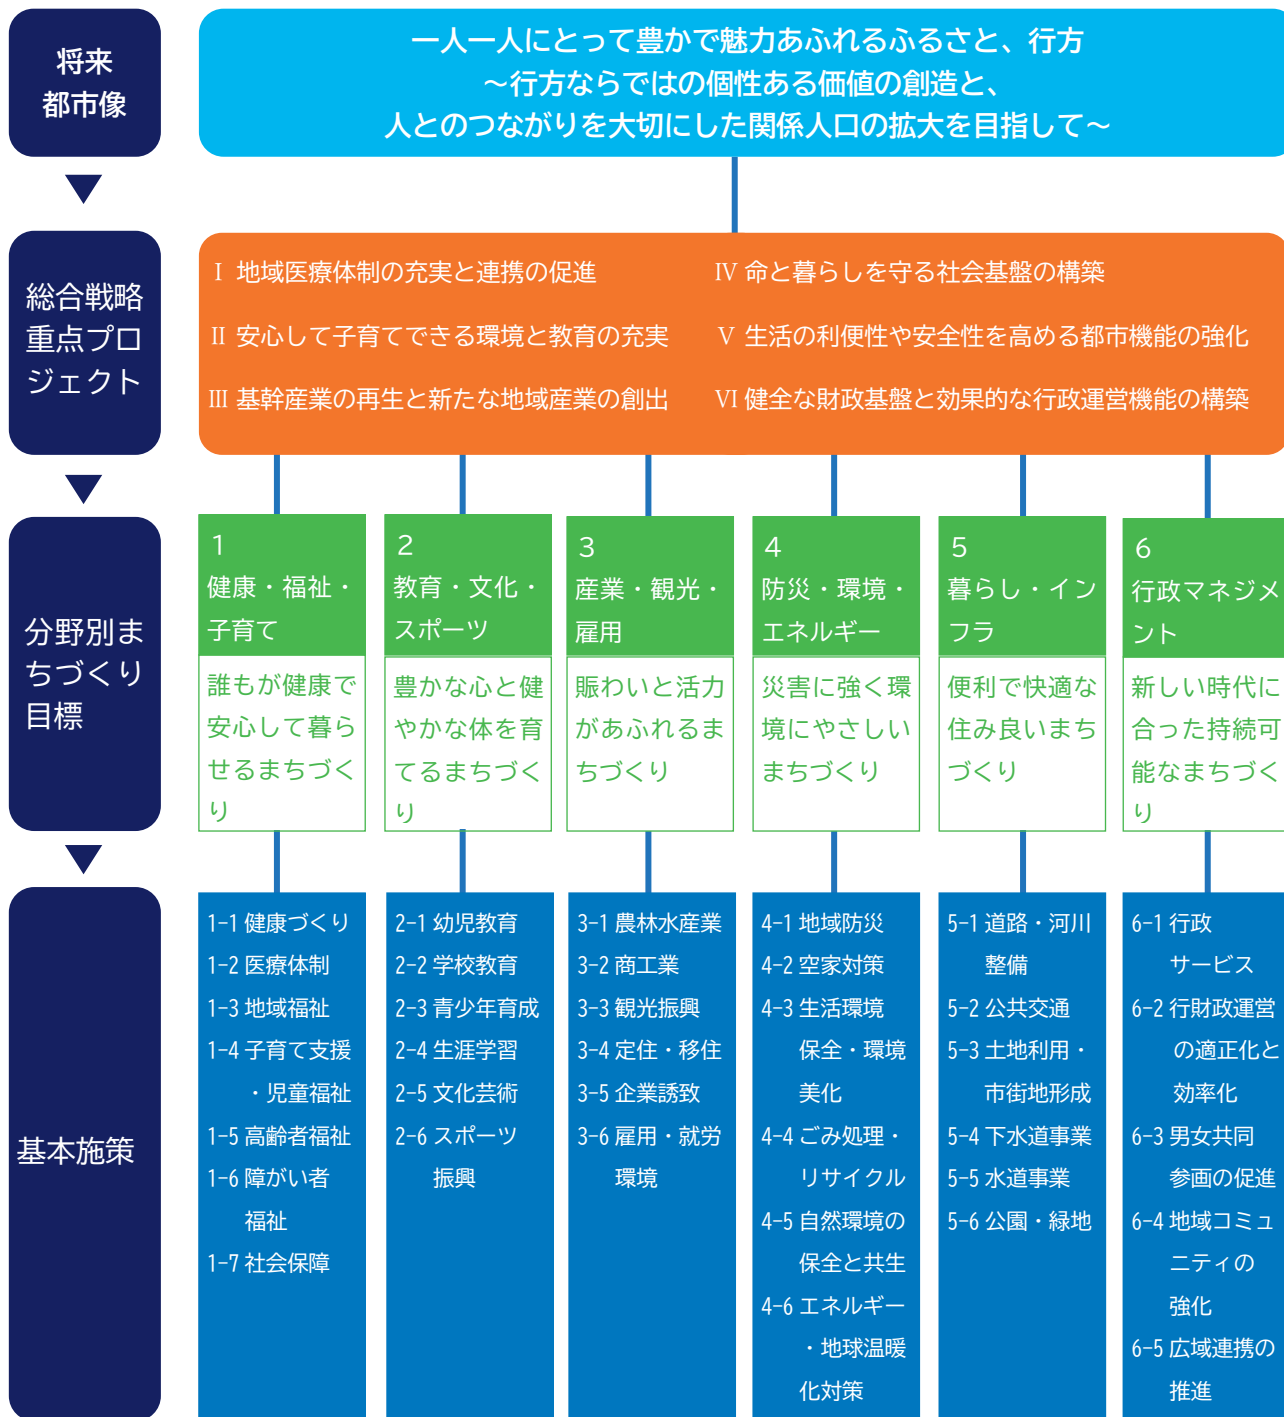 将来
都市像
一人一人にとって豊かで魅力あふれるふるさと、行方
～行方ならではの個性ある価値の創造と、
人とのつながりを大切にした関係人口の拡大を目指して～
総合戦略
重点プロ
ジェクト
Ⅰ 地域医療体制の充実と連携の促進
Ⅱ 安心して子育てできる環境と教育の充実
Ⅲ 基幹産業の再生と新たな地域産業の創出
Ⅳ 命と暮らしを守る社会基盤の構築
Ⅴ 生活の利便性や安全性を高める都市機能の強化
Ⅵ 健全な財政基盤と効果的な行政運営機能の構築
分野別ま
ちづくり
目標
1
健康・福祉・
子育て
誰もが健康で
安心して暮ら
せるまちづく
り
2
教育・文化・
スポーツ
豊かな心と健
やかな体を育
てるまちづく
り
3
産業・観光・
雇用
賑わいと活力
があふれるま
ちづくり
4
防災・環境・
エネルギー
災害に強く環
境にやさしい
まちづくり
5
暮らし・イン
フラ
便利で快適な
住み良いまち
づくり
6
行政マネジメ
ント
新しい時代に
合った持続可
能なまちづく
り
基本施策
1-1 健康づくり
1-2 医療体制
1-3 地域福祉
1-4 子育て支援
・児童福祉
1-5 高齢者福祉
1-6 障がい者
福祉
1-7 社会保障
2-1 幼児教育
2-2 学校教育
2-3 青少年育成
2-4 生涯学習
2-5 文化芸術
2-6 スポーツ
振興
3-1 農林水産業
3-2 商工業
3-3 観光振興
3-4 定住・移住
3-5 企業誘致
3-6 雇用・就労
環境
4-1 地域防災
4-2 空家対策
4-3 生活環境
保全・環境
美化
4-4 ごみ処理・
リサイクル
4-5 自然環境の
保全と共生
4-6 エネルギー
・地球温暖
化対策
5-1 道路・河川
整備
5-2 公共交通
5-3 土地利用・
市街地形成
5-4 下水道事業
5-5 水道事業
5-6 公園・緑地
6-1 行政
サービス
6-2 行財政運営
の適正化と
効率化
6-3 男女共同
参画の促進
6-4 地域コミュ
ニティの
強化
6-5 広域連携の
推進